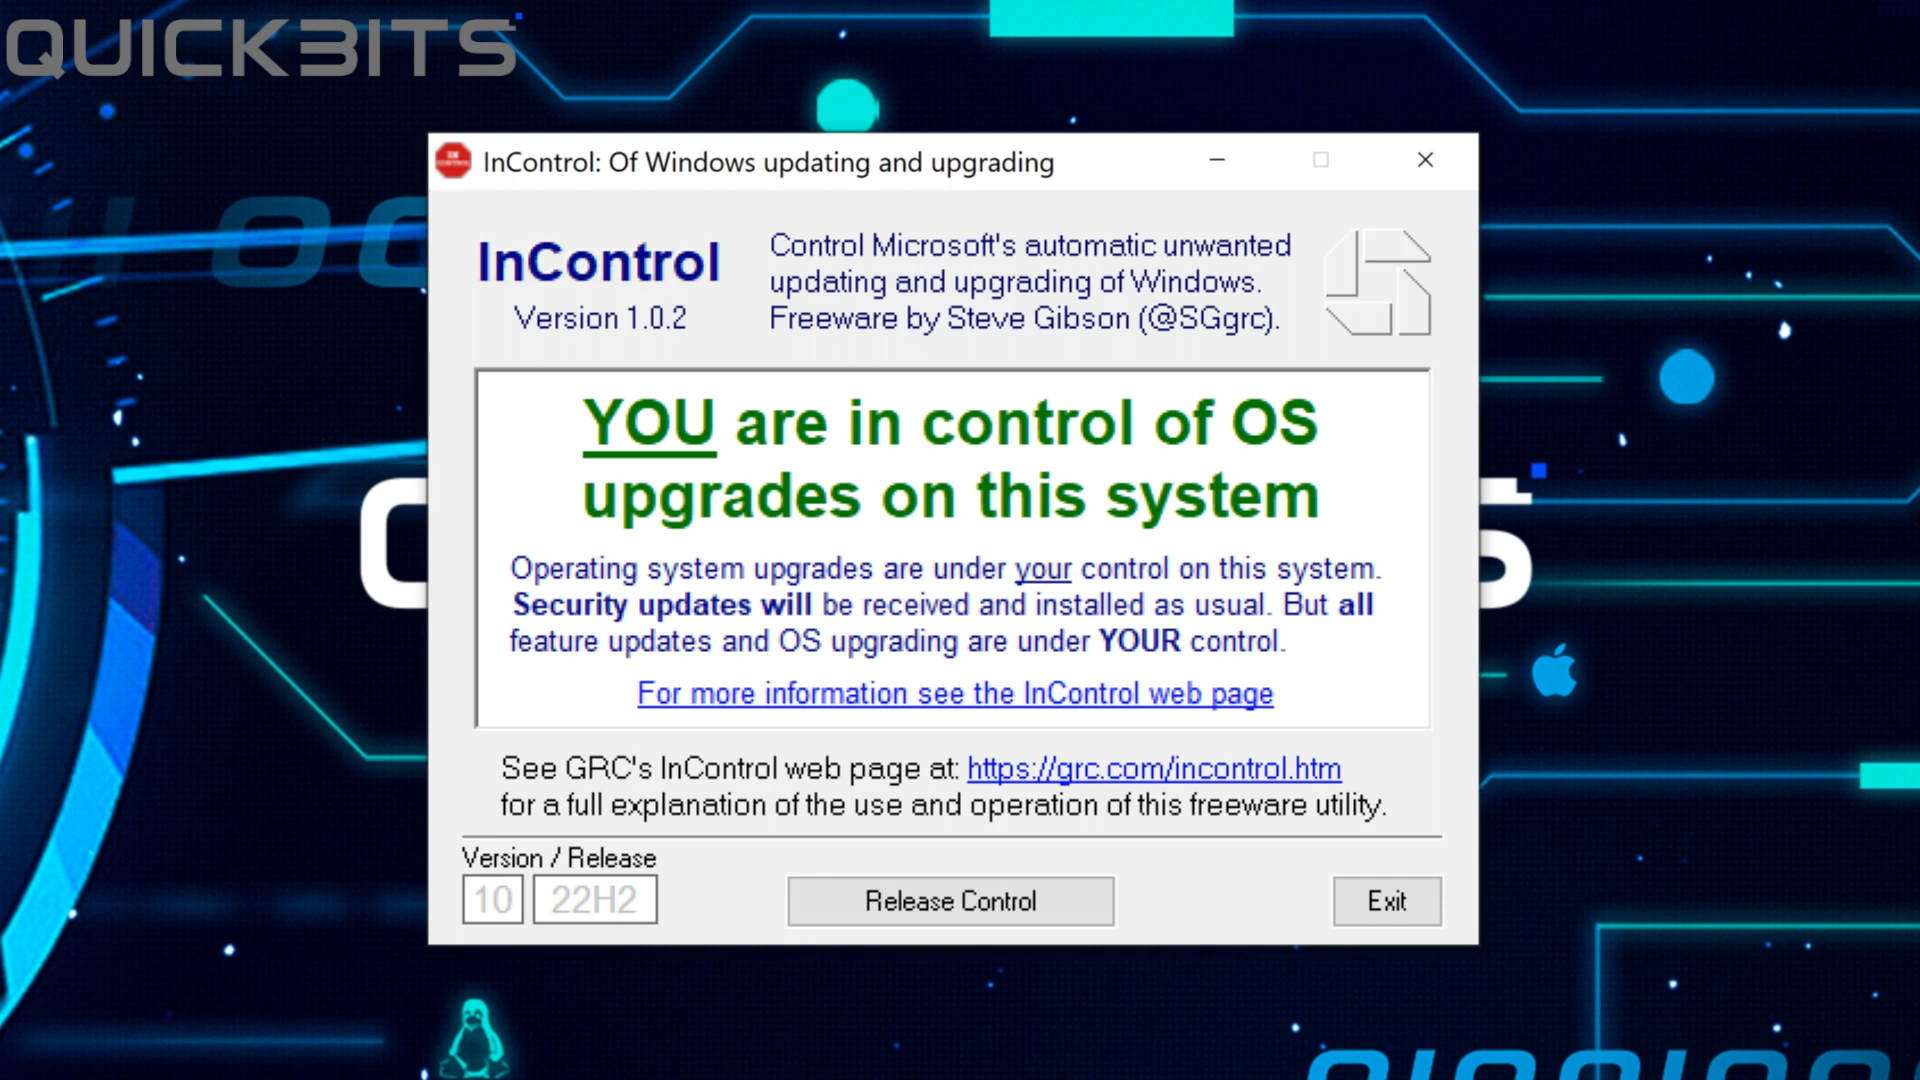 QUICKBITS
InControl: Of Windows updating and upgrading
InControl
Version 1.0.2
Control Microsoft's automatic unwanted
updating and upgrading of Windows.
Freeware by Steve Gibson (@SGgrc).
YOU are in control of OS
upgrades on this system
Operating system upgrades are under your control on this system.
Security updates will be received and installed as usual. But all
feature updates and OS upgrading are under YOUR control.
For more information see the InControl web page
See GRC's InControl web page at: https://grc.com/incontrol.htm
for a full explanation of the use and operation of this freeware utility.
Version / Release
10 22H2
Release Control
Exit